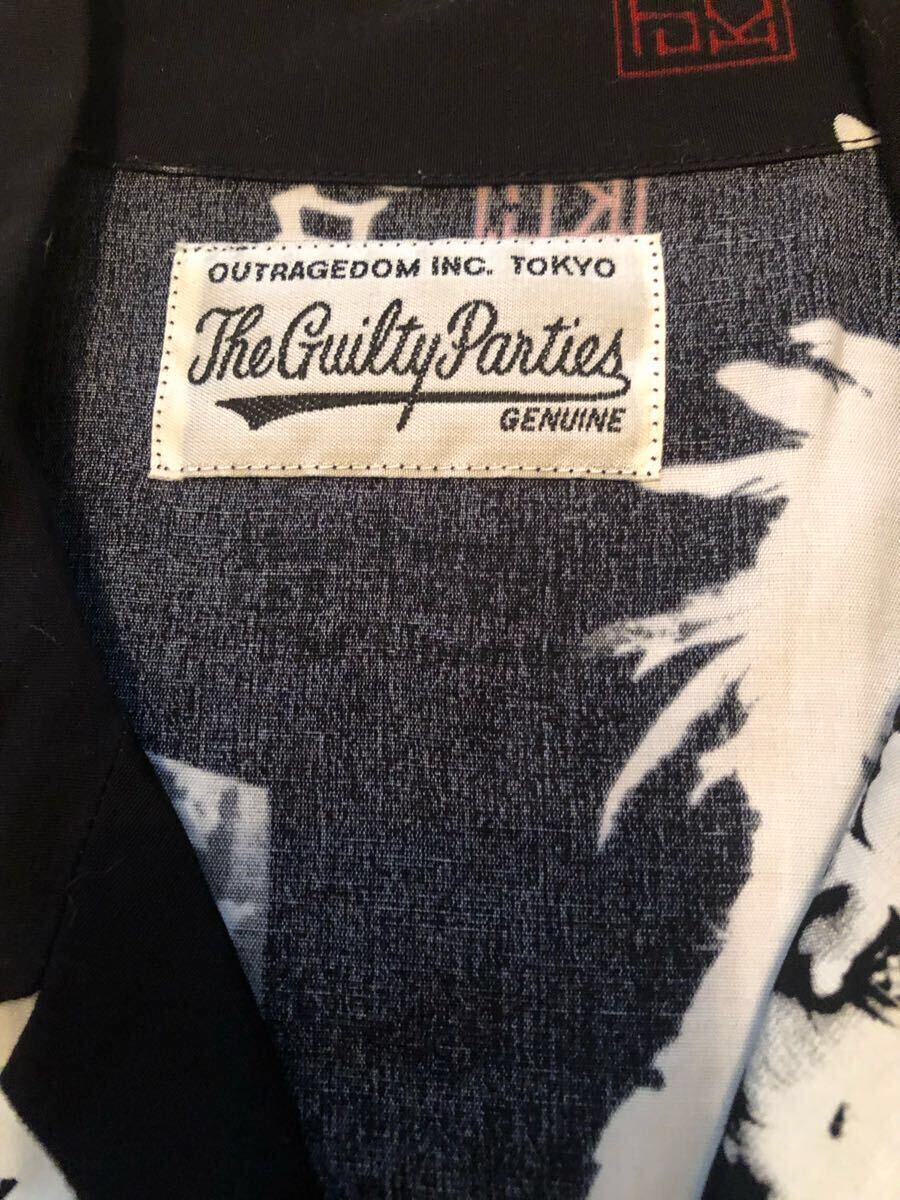 OUTRAGEDOM INC. TOKYO
The Guilty Parties
GENUINE